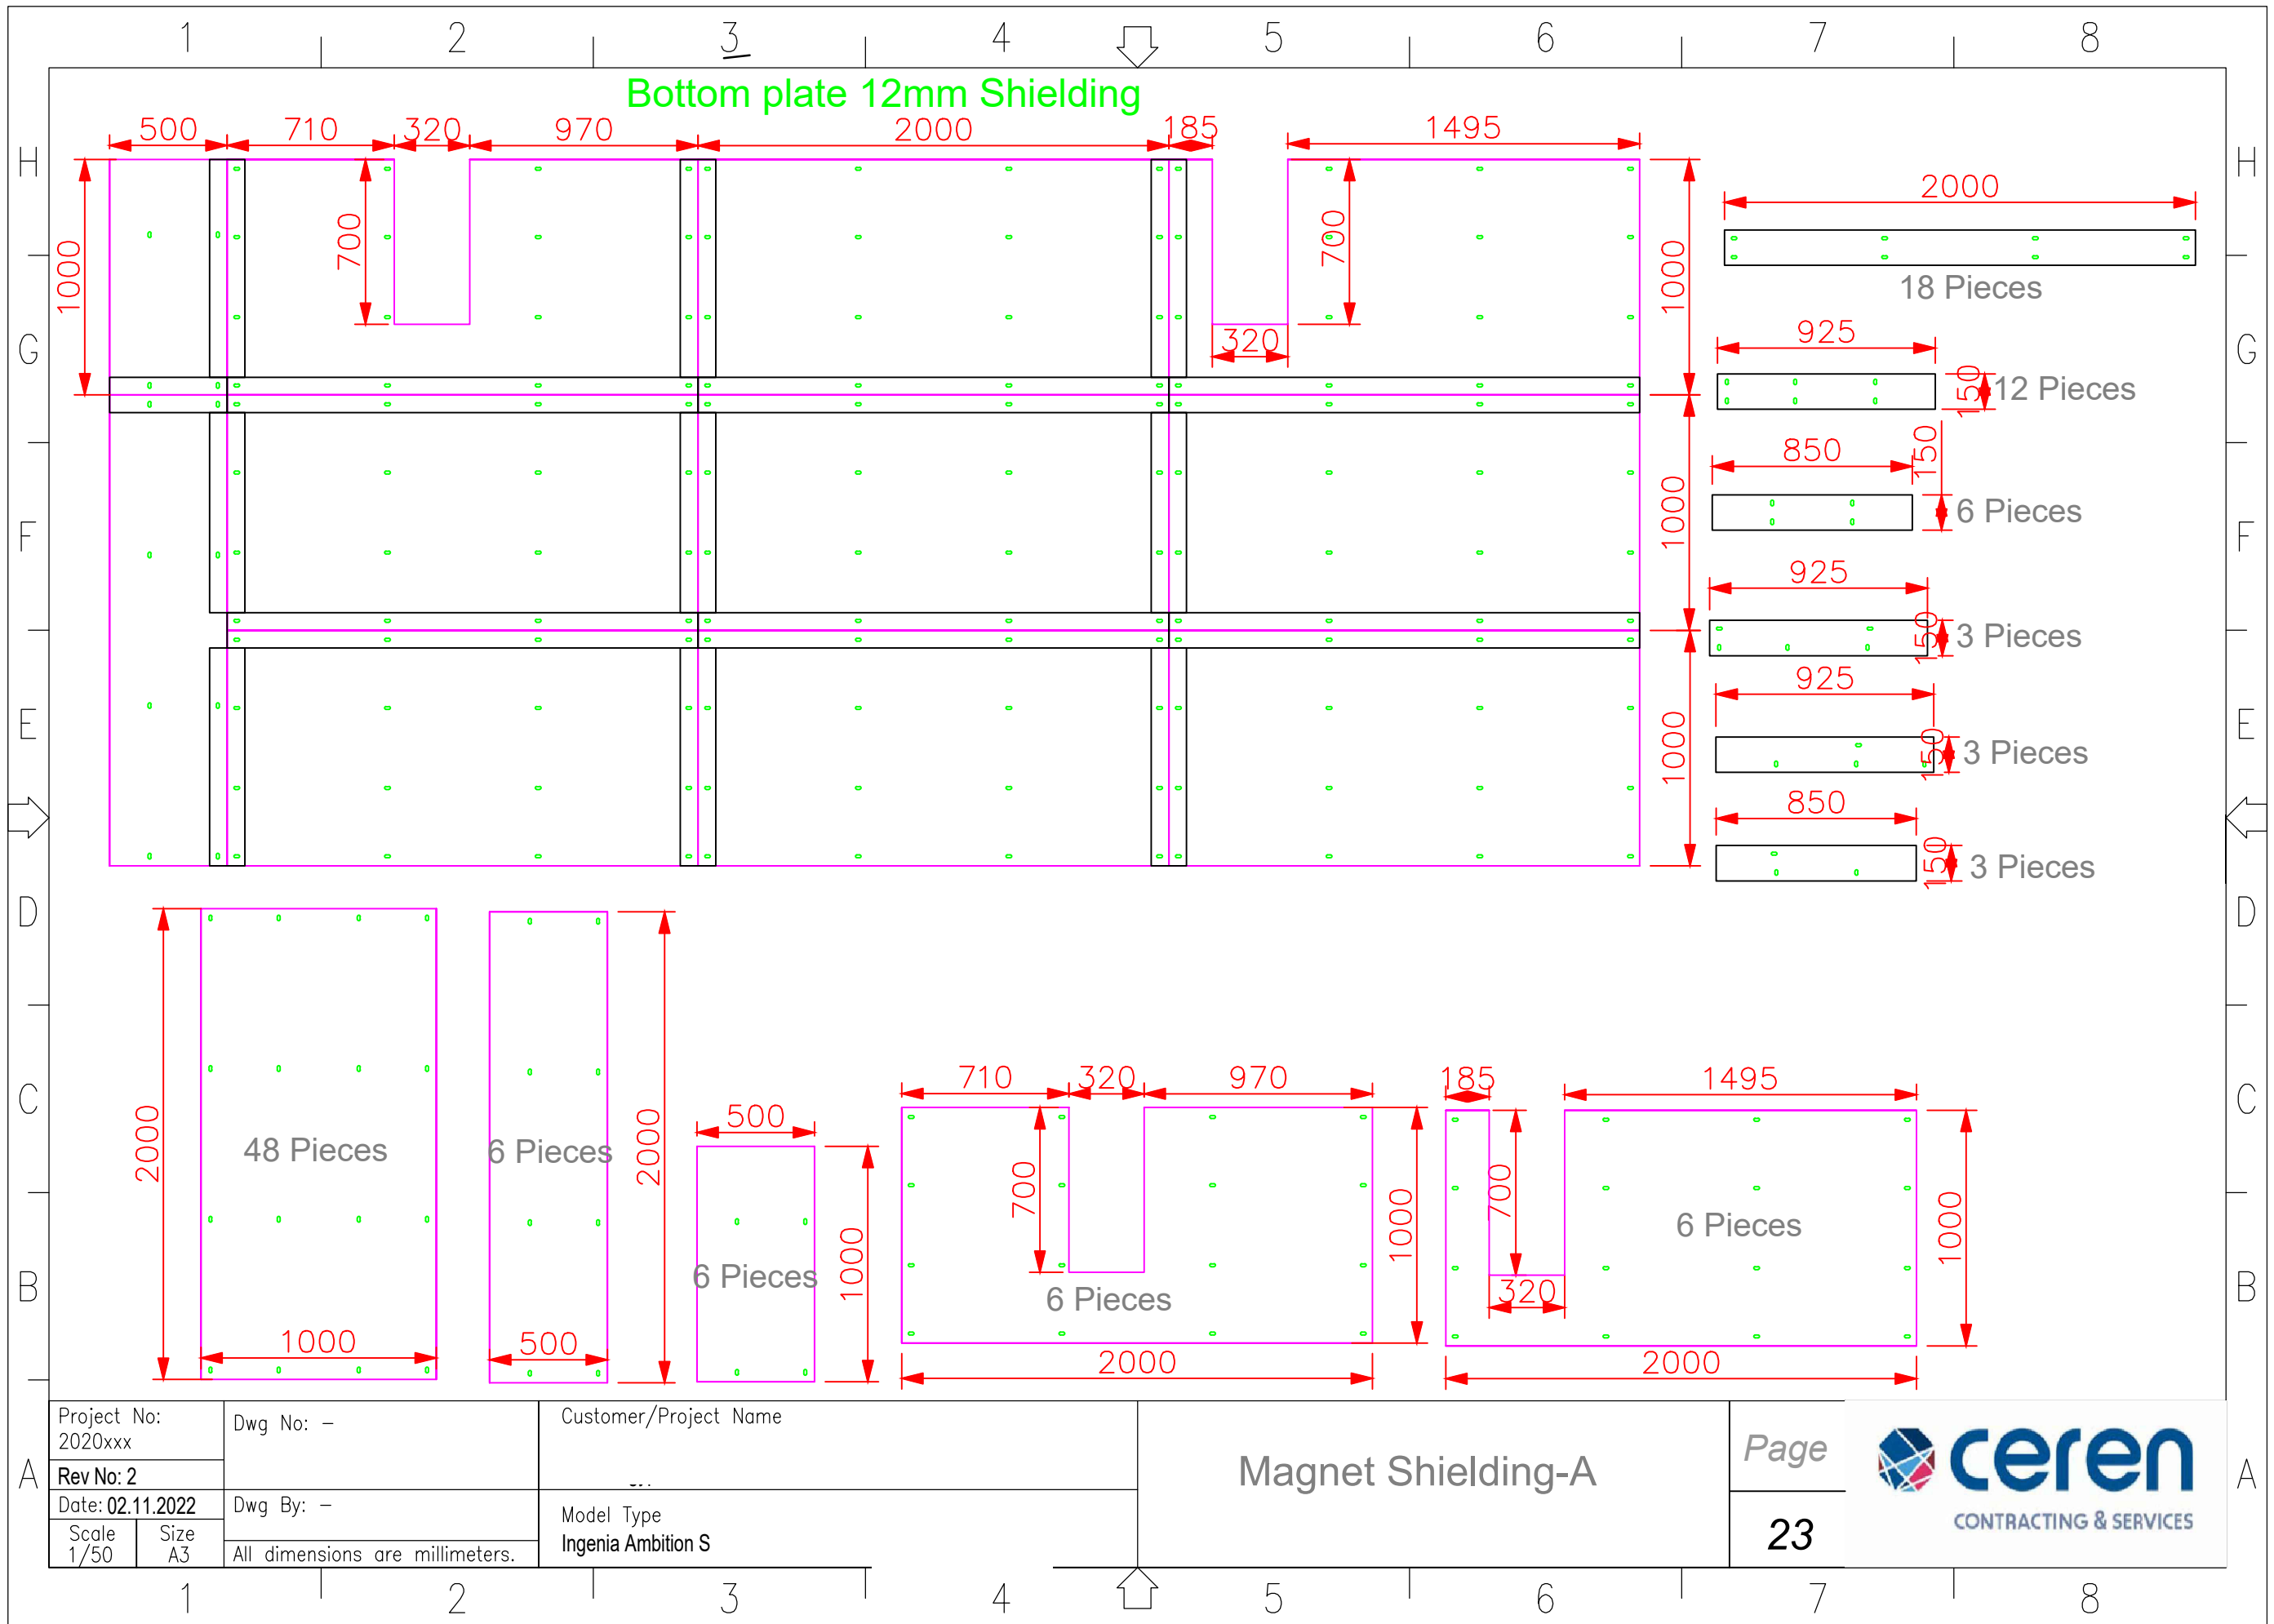 1 2 3 4 5 6 7 8
Bottom plate 12mm Shielding
500 710 320 970 2000 185 1495
H H
2000
1000 700 700 1000
18 Pieces
G G
320
925
150 12 Pieces
850 150
F F
1000
6 Pieces
925
150 3 Pieces
925
E E
1000
150 3 Pieces
850
150 3 Pieces
D D
710 320 970 185 1495
C C
500
2000 48 Pieces 6 Pieces 2000 700 1000 700 6 Pieces 1000
1000
B B
6 Pieces 6 Pieces 320
1000 500 2000 2000
Project No:
2020xxx
Dwg No: -
Customer/Project Name
A A
Rev No: 2
Date: 02.11.2022
Dwg By: -
Scale
1/50
Size
A3
All dimensions are millimeters.
Model Type
Ingenia Ambition S
Magnet Shielding-A
Page
23
ceren
CONTRACTING & SERVICES
1 2 3 4 5 6 7 8